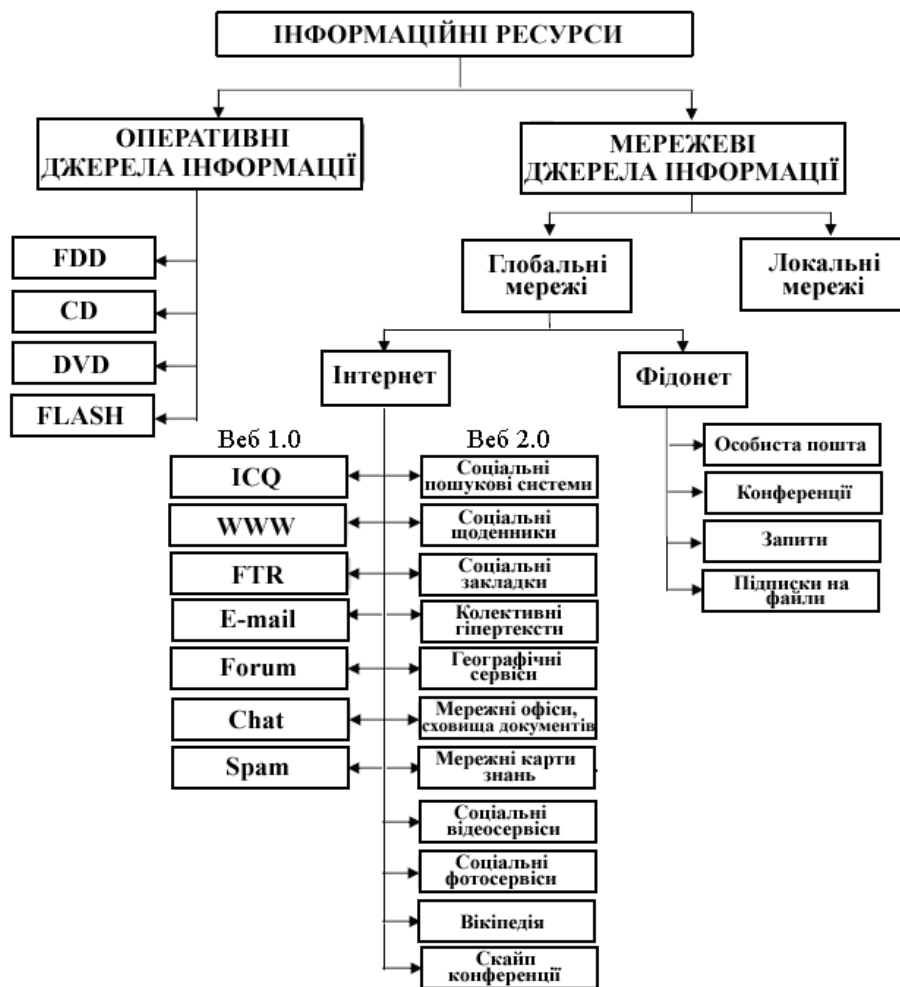 ІНФОРМАЦІЙНІ РЕСУРСИ
ОПЕРАТИВНІ
ДЖЕРЕЛА ІНФОРМАЦІЇ
МЕРЕЖЕВІ
ДЖЕРЕЛА ІНФОРМАЦІЇ
FDD
CD
DVD
FLASH
Глобальні
мережі
Локальні
мережі
Інтернет
Фідонет
Веб 1.0
ICQ
WWW
FTR
E-mail
Forum
Chat
Spam
Веб 2.0
Соціальні
пошукові системи
Соціальні
щоденники
Соціальні
закладки
Колективні
гіпертексти
Географічні
сервіси
Мережні офіси,
сховища документів
Мережні карти
знань
Соціальні
відеосервіси
Соціальні
фотосервіси
Вікіпедія
Скайп
конференції
Особиста пошта
Конференції
Запити
Підписки на
файли